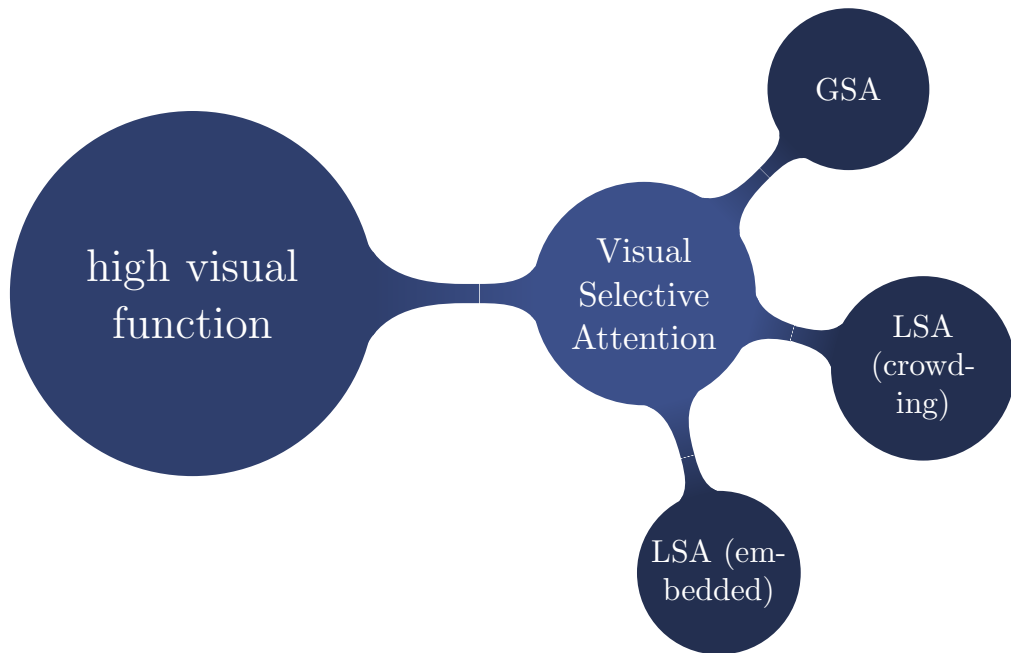 high visual
function
Visual
Selective
Attention
GSA
LSA
(crowd-
ing)
LSA (em-
bedded)